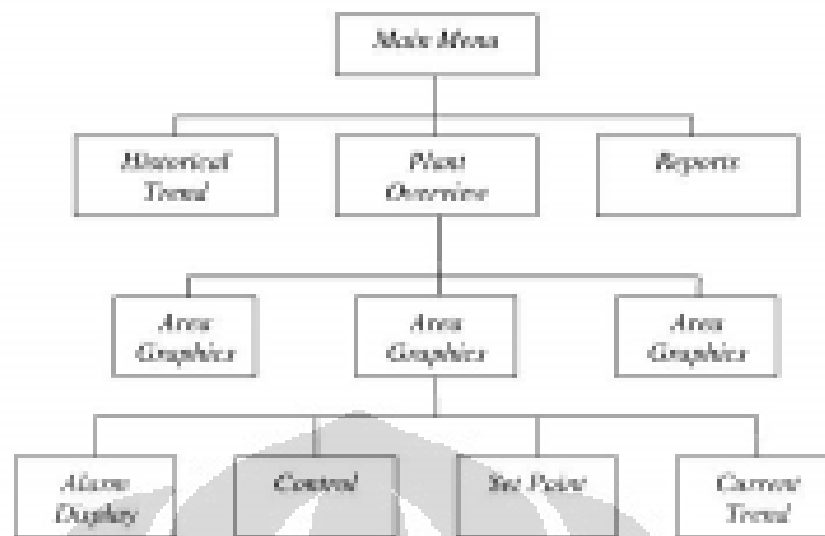 Main Menu
Historical
Trend
Plant
Overview
Reports
Area
Graphics
Area
Graphics
Area
Graphics
Alarm
Display
Control
Set Point
Current
Trend